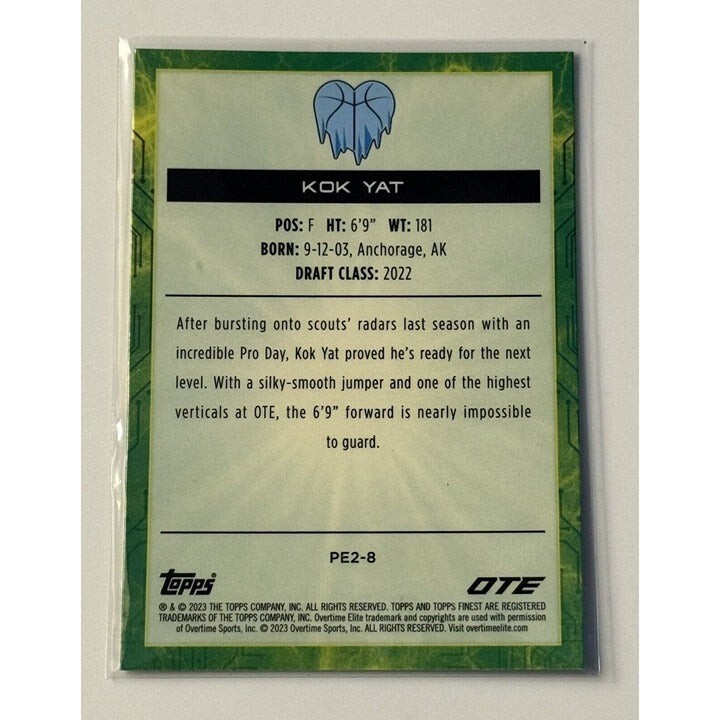 KOK YAT
POS: F HT: 6'9" WT: 181
BORN: 9-12-03, Anchorage, AK
DRAFT CLASS: 2022
After bursting onto scouts' radars last season with an
incredible Pro Day, Kok Yat proved he's ready for the next
level. With a silky-smooth jumper and one of the highest
verticals at OTE, the 6'9" forward is nearly impossible
to guard.
PE2-8
TOPPS OTE
® & © 2023 THE TOPPS COMPANY, INC. ALL RIGHTS RESERVED. TOPPS AND TOPPS FINEST ARE REGISTERED
TRADEMARKS OF THE TOPPS COMPANY, INC. Overtime Elite trademark and copyrights are used with permission
of Overtime Sports, Inc. © 2023 Overtime Sports, Inc. ALL RIGHTS RESERVED. Visit overtimeelite.com